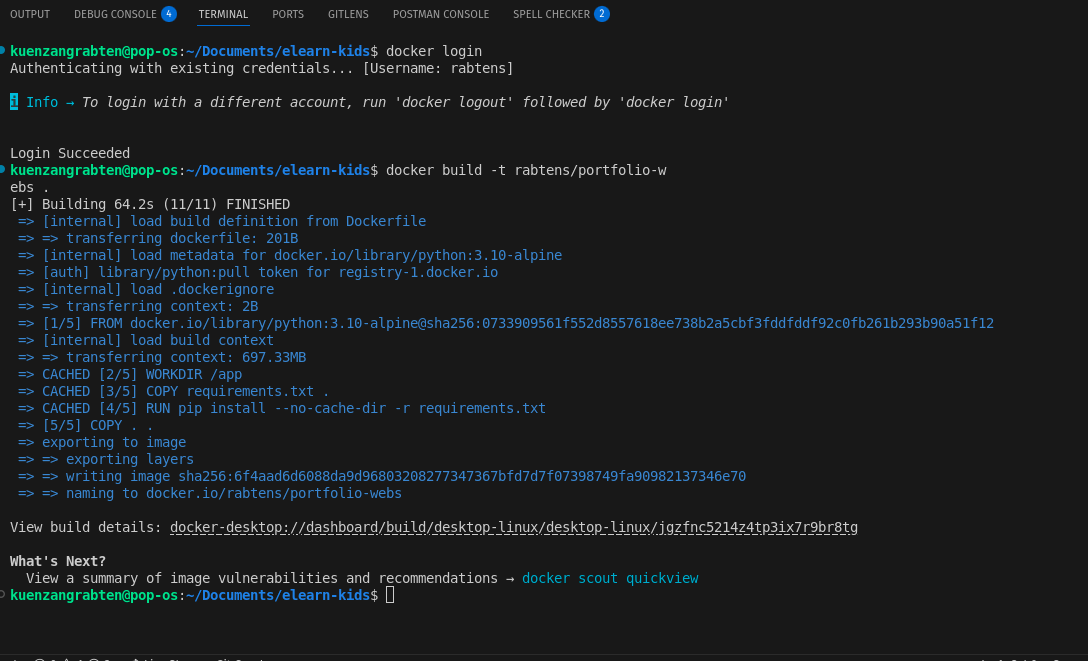 OUTPUT DEBUG CONSOLE 4 TERMINAL PORTS GITLENS POSTMAN CONSOLE SPELL CHECKER 2
kuenzangrabten@pop-os:~/Documents/elearn-kids$ docker login
Authenticating with existing credentials... [Username: rabtens]
i Info → To login with a different account, run 'docker logout' followed by 'docker login'
Login Succeeded
kuenzangrabten@pop-os:~/Documents/elearn-kids$ docker build -t rabtens/portfolio-w
ebs .
[+] Building 64.2s (11/11) FINISHED
=> [internal] load build definition from Dockerfile
=> => transferring dockerfile: 201B
=> [internal] load metadata for docker.io/library/python:3.10-alpine
=> [auth] library/python:pull token for registry-1.docker.io
=> [internal] load .dockerignore
=> => transferring context: 2B
=> [1/5] FROM docker.io/library/python:3.10-alpine@sha256:0733909561f552d8557618ee738b2a5cbf3fddfddf92c0fb261b293b90a51f12
=> [internal] load build context
=> => transferring context: 697.33MB
=> CACHED [2/5] WORKDIR /app
=> CACHED [3/5] COPY requirements.txt .
=> CACHED [4/5] RUN pip install --no-cache-dir -r requirements.txt
=> [5/5] COPY . .
=> exporting to image
=> => exporting layers
=> => writing image sha256:6f4aad6d6088da9d96803208277347367bfd7d7f07398749fa90982137346e70
=> => naming to docker.io/rabtens/portfolio-webs
View build details: docker-desktop://dashboard/build/desktop-linux/desktop-linux/jgzfnc5214z4tp3ix7r9br8tg
What's Next?
View a summary of image vulnerabilities and recommendations → docker scout quickview
kuenzangrabten@pop-os:~/Documents/elearn-kids$